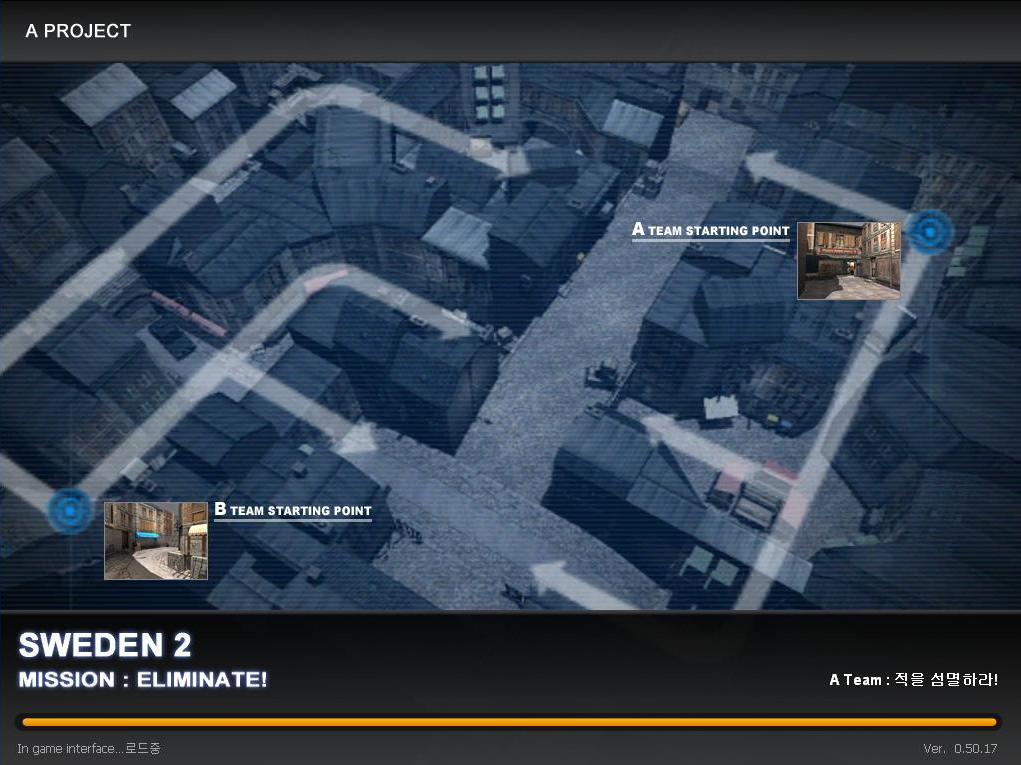 A PROJECT
A TEAM STARTING POINT
B TEAM STARTING POINT
SWEDEN 2
MISSION : ELIMINATE!
A Team : 적을 섬멸하라!
In game interface...로드중
Ver. 0.50.17